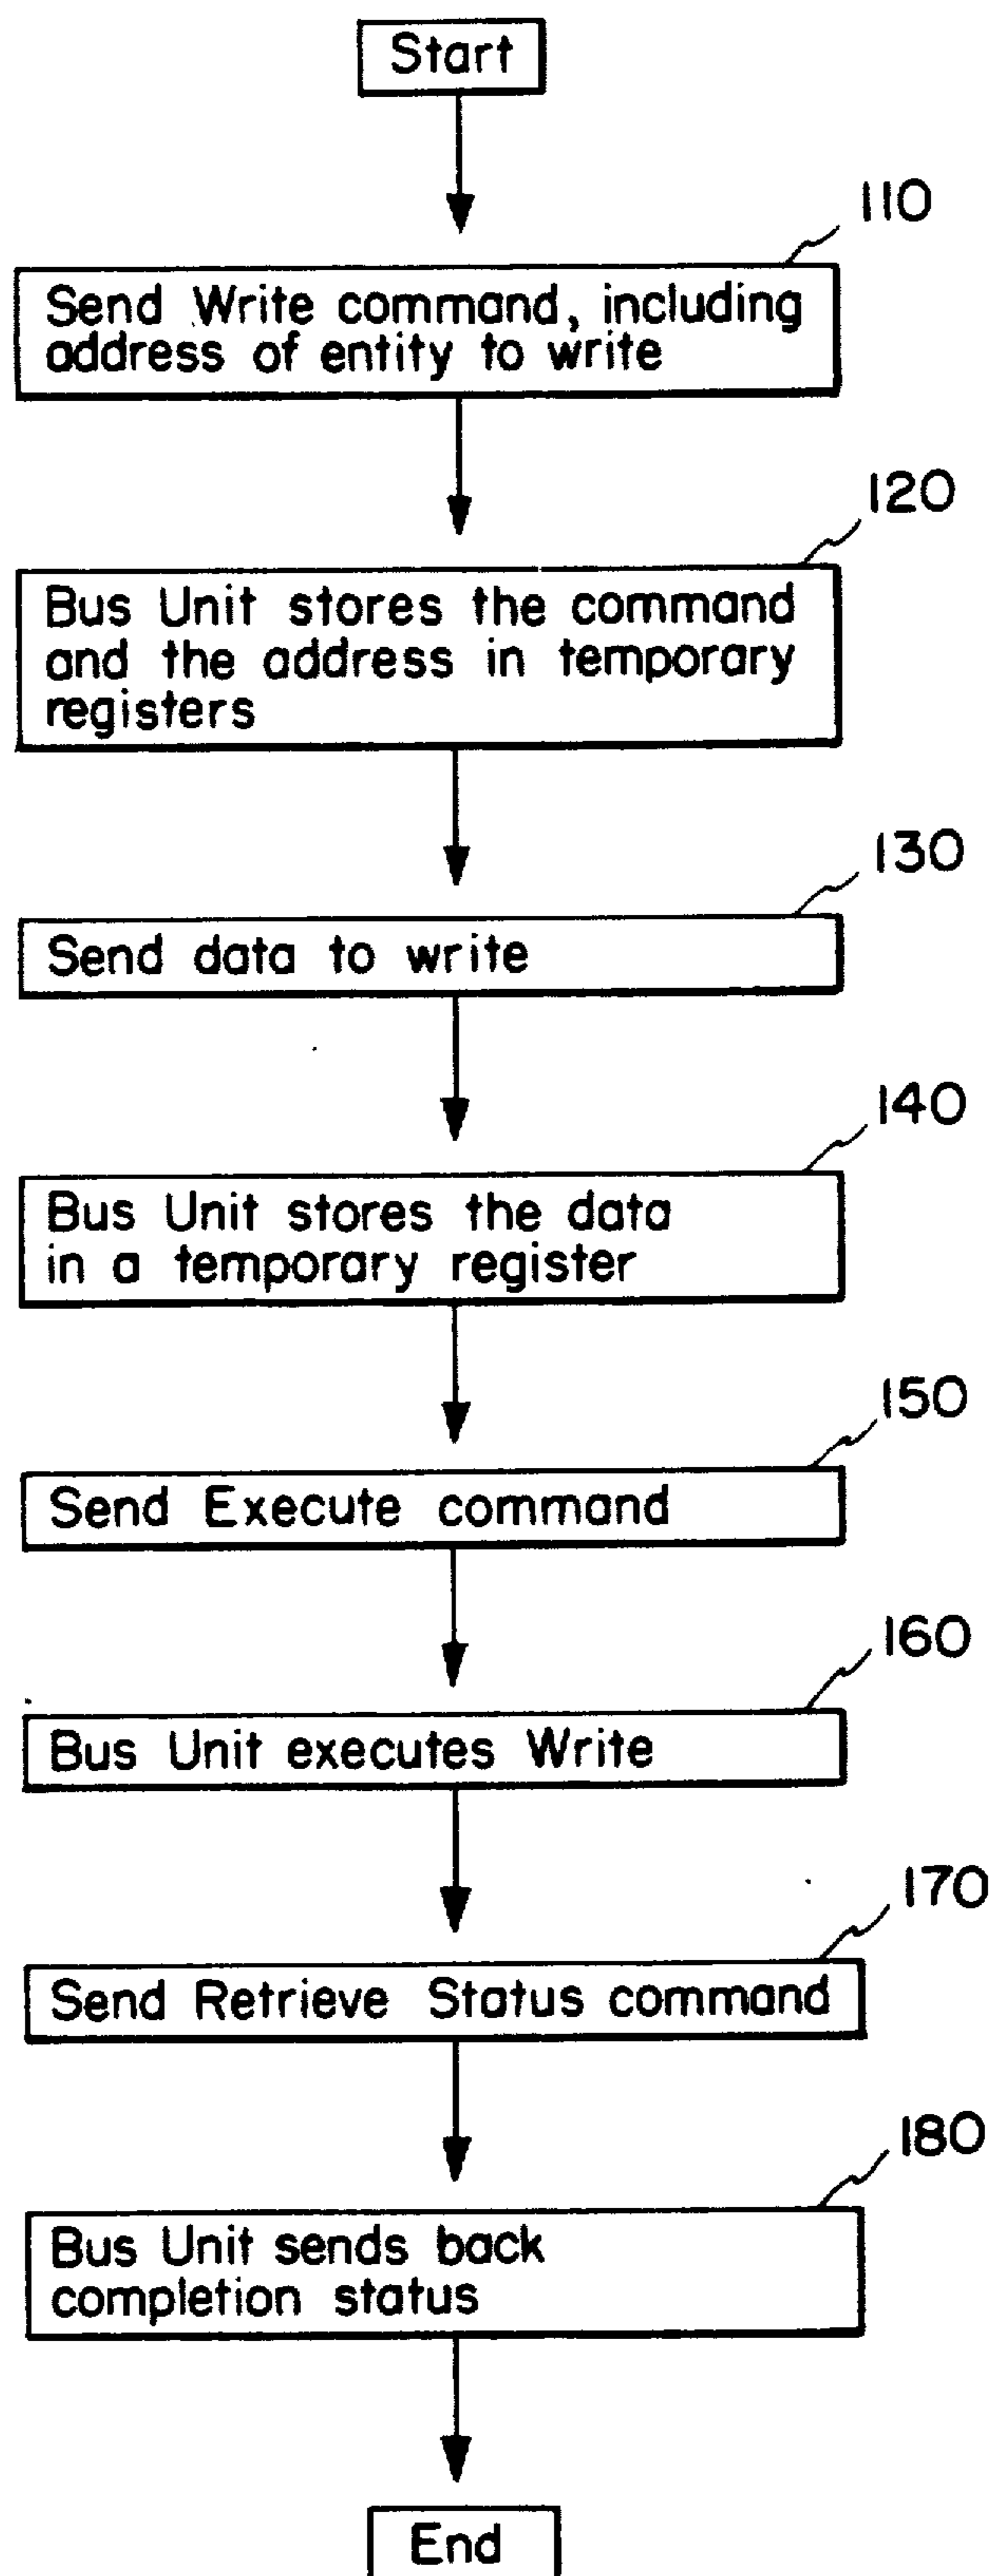 Start
110
Send Write command, including
address of entity to write
120
Bus Unit stores the command
and the address in temporary
registers
130
Send data to write
140
Bus Unit stores the data
in a temporary register
150
Send Execute command
160
Bus Unit executes Write
170
Send Retrieve Status command
180
Bus Unit sends back
completion status
End